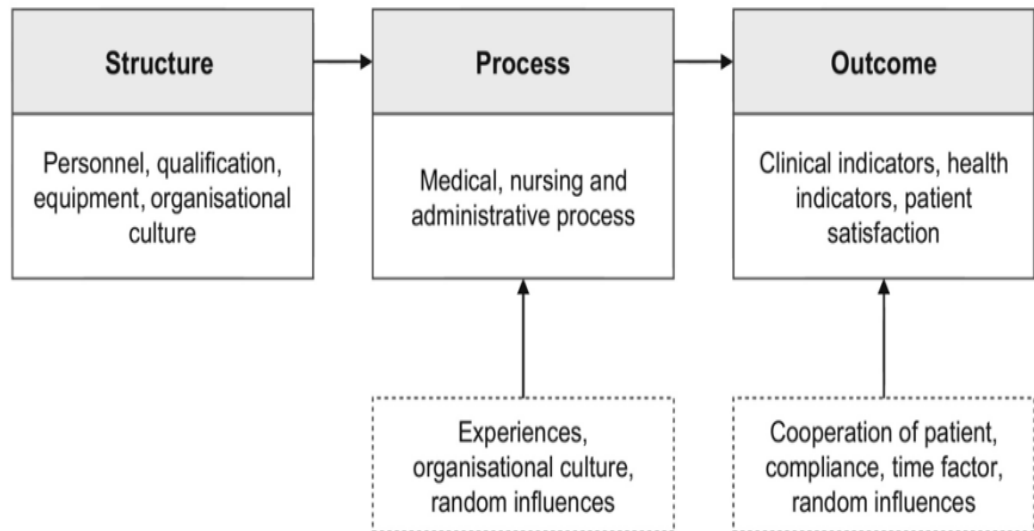 Structure
Personnel, qualification,
equipment, organisational
culture
Process
Medical, nursing and
administrative process
Outcome
Clinical indicators, health
indicators, patient
satisfaction
Experiences,
organisational culture,
random influences
Cooperation of patient,
compliance, time factor,
random influences